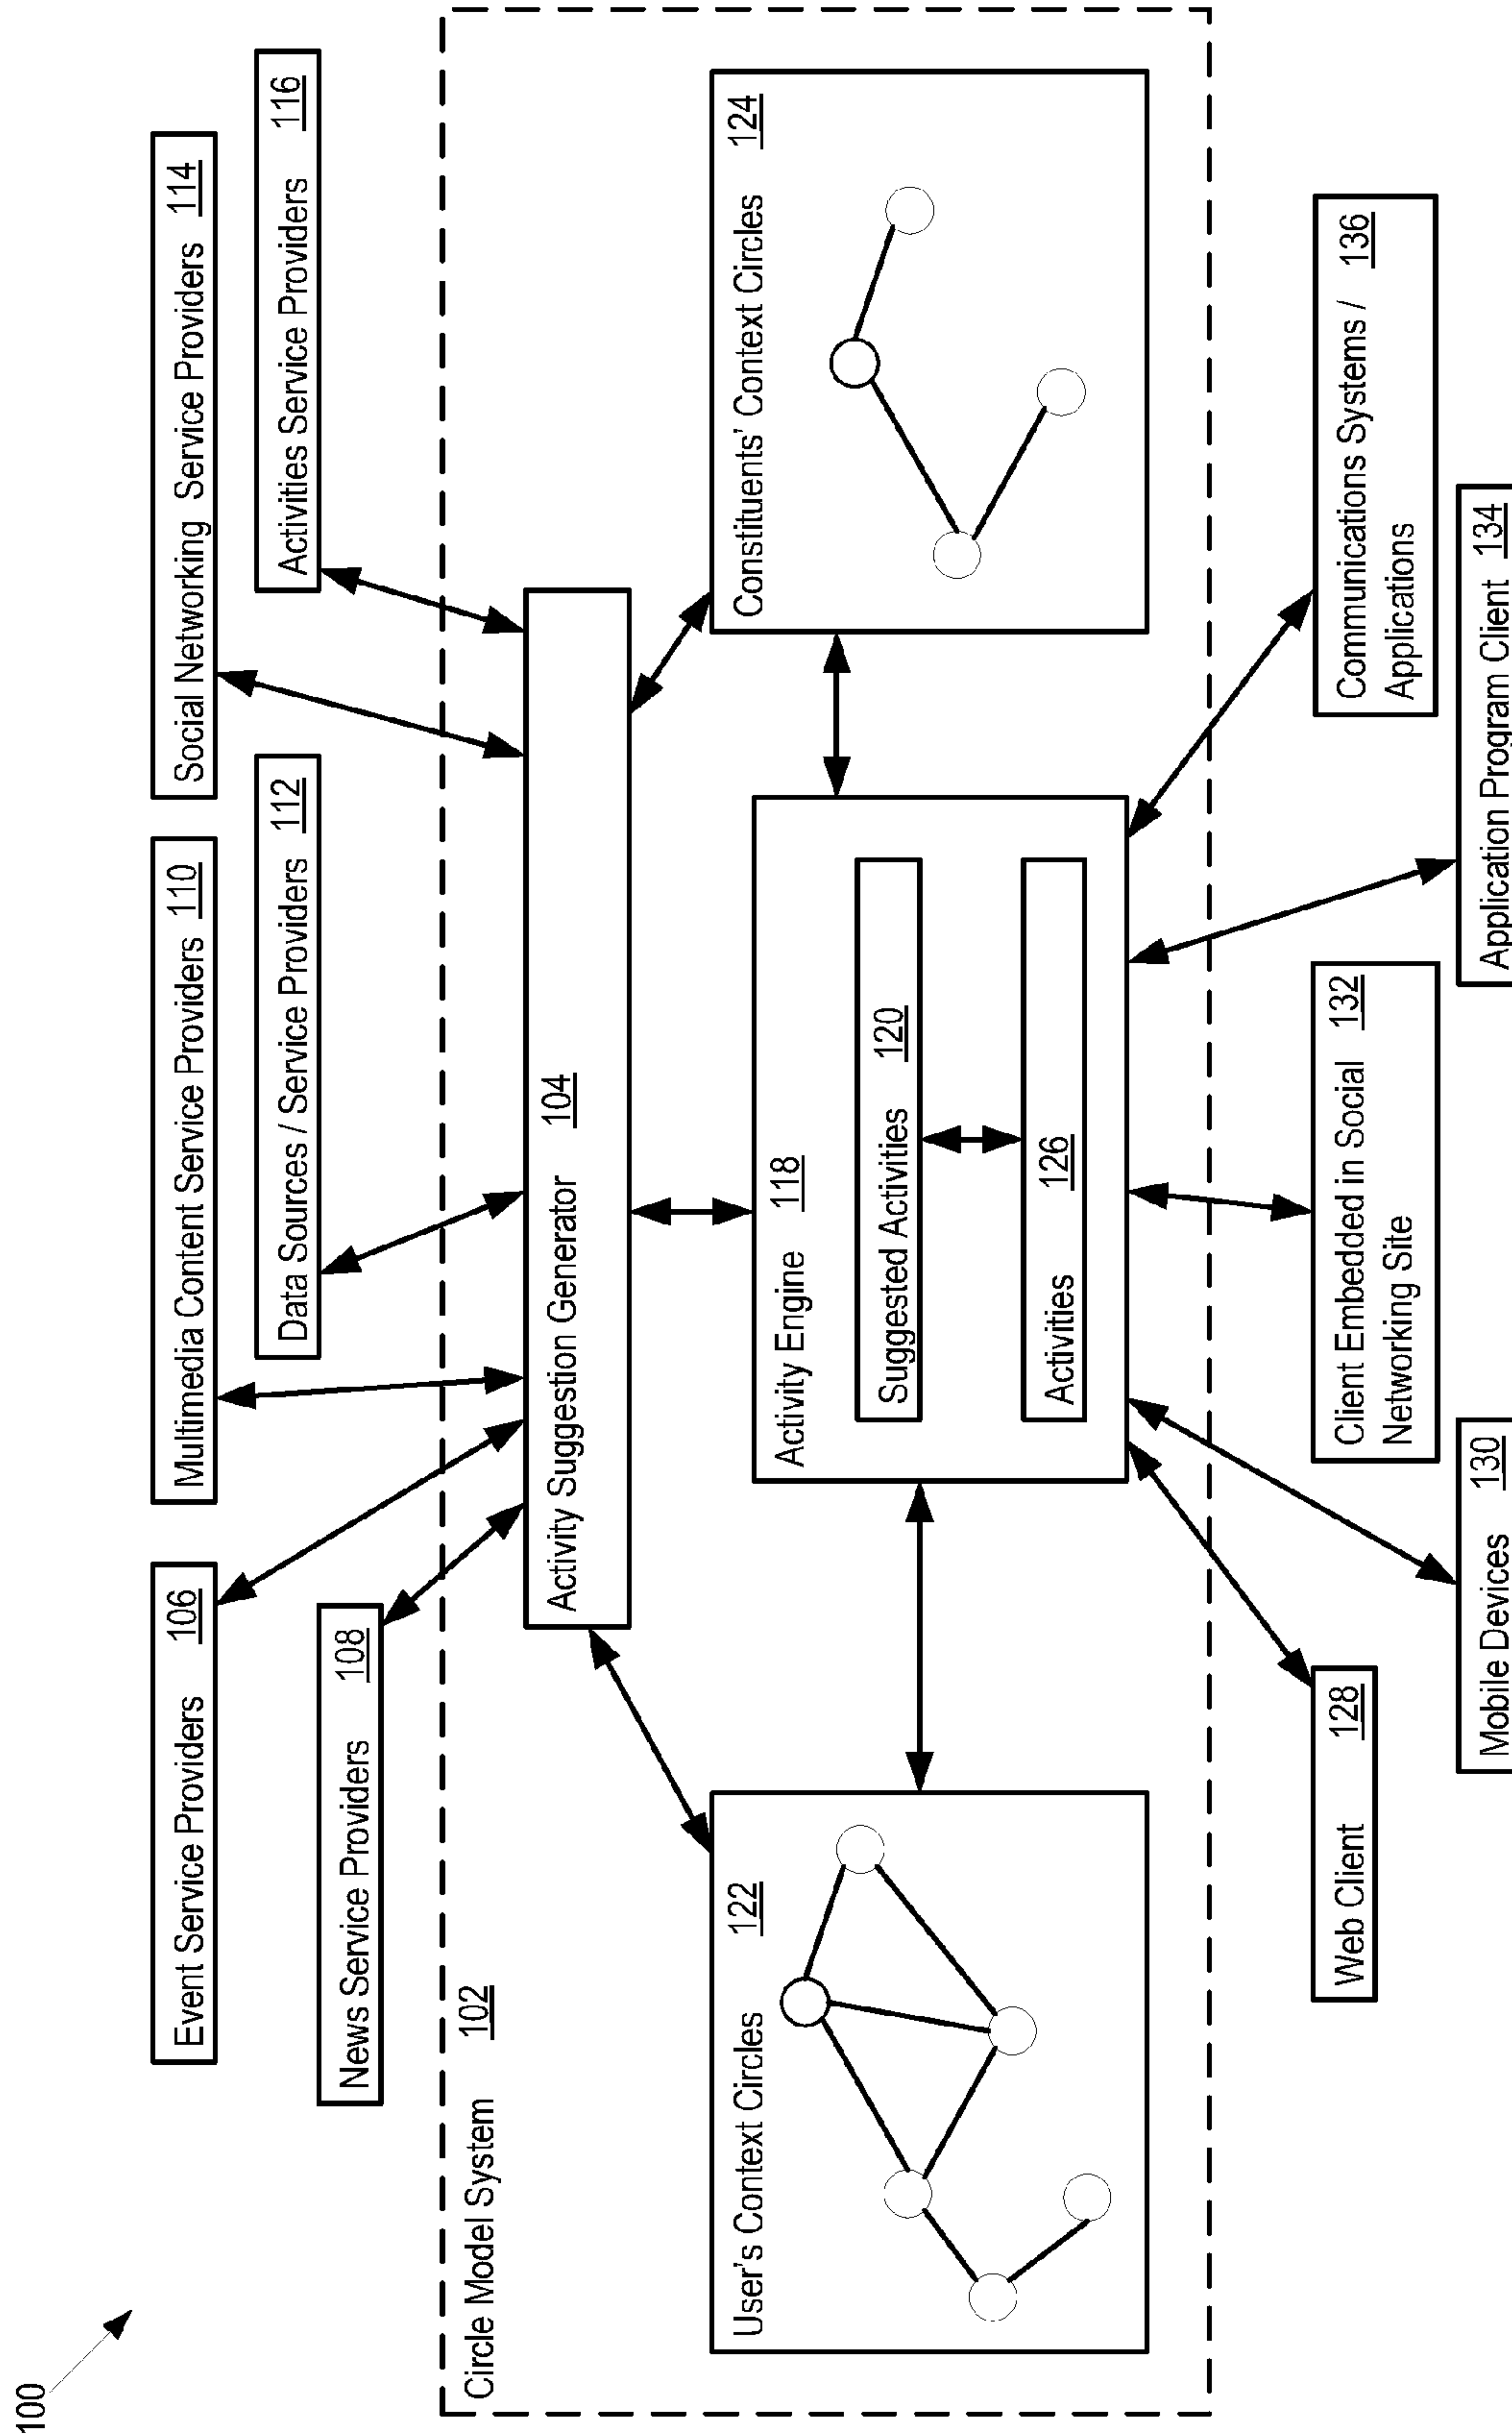 100
Event Service Providers 106
Multimedia Content Service Providers 110
Social Networking Service Providers 114
News Service Providers 108
Data Sources / Service Providers 112
Activities Service Providers 116
Circle Model System 102
Activity Suggestion Generator 104
User's Context Circles 122
Activity Engine 118
Suggested Activities 120
Activities 126
Constituents' Context Circles 124
Web Client 128
Client Embedded in Social 132
Networking Site
Communications Systems / 136
Applications
Mobile Devices 130
Application Program Client 134